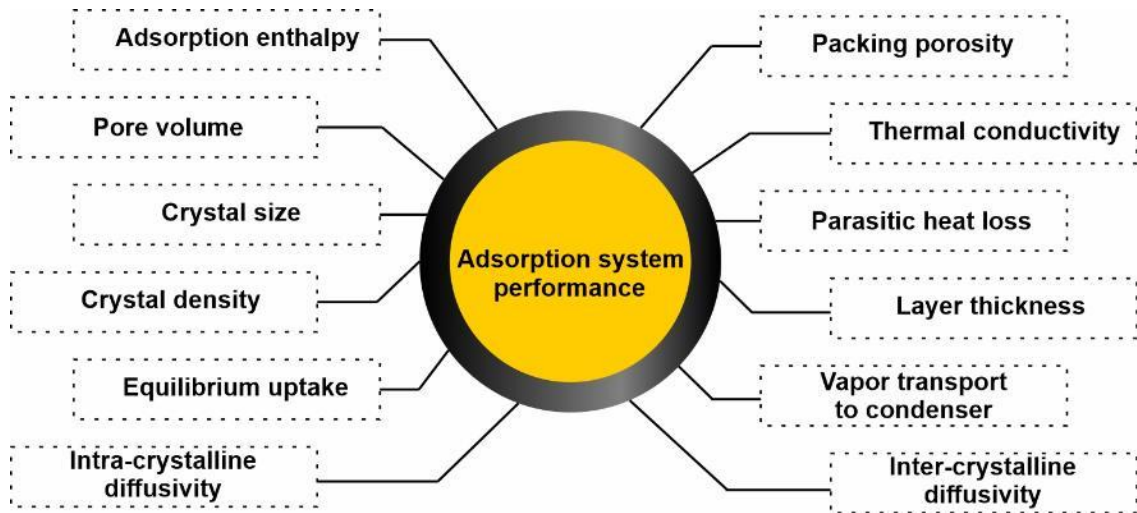 Adsorption enthalpy
Pore volume
Crystal size
Crystal density
Equilibrium uptake
Intra-crystalline
diffusivity
Adsorption system
performance
Packing porosity
Thermal conductivity
Parasitic heat loss
Layer thickness
Vapor transport
to condenser
Inter-crystalline
diffusivity